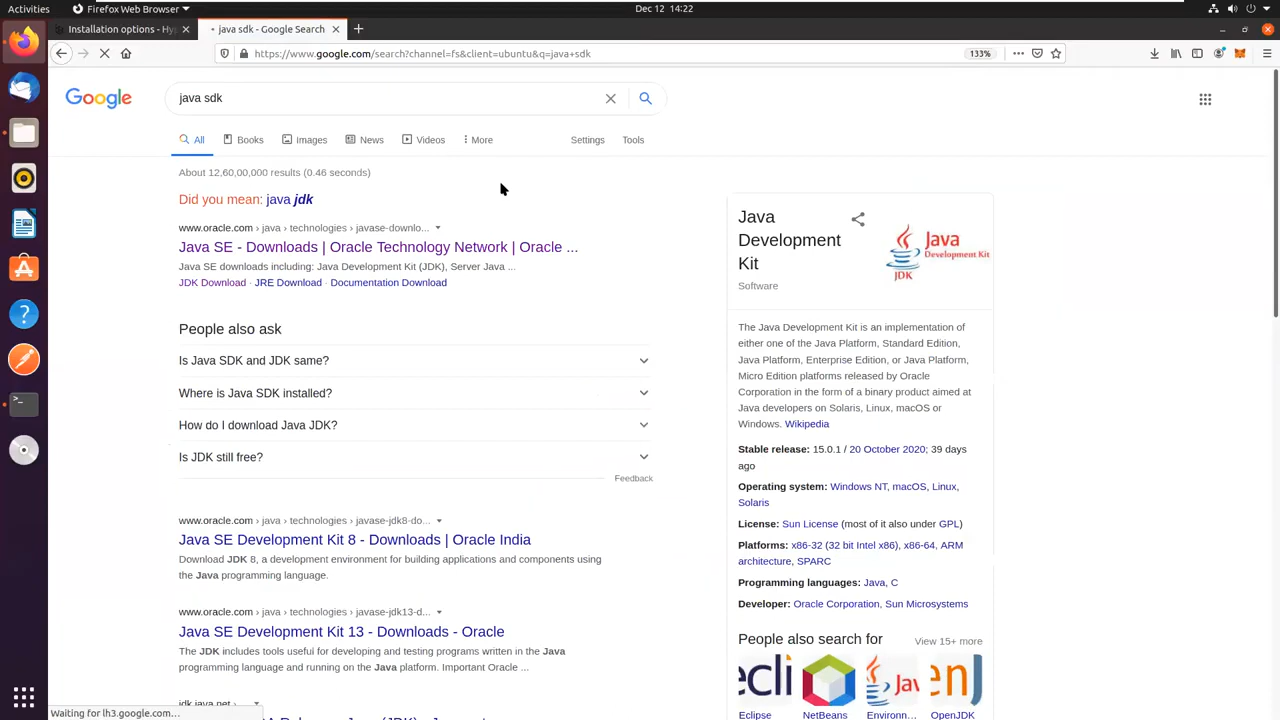 Activities
Firefox Web Browser
Dec 12 14:22
Installation options - Hy
java sdk - Google Search
https://www.google.com/search?channel=fs&client=ubuntu&q=java+sdk
133%
Google
java sdk
All
Books
Images
News
Videos
More
Settings
Tools
About 12,60,00,000 results (0.46 seconds)
Did you mean: java jdk
www.oracle.com › java › technologies › javase-downlo...
Java SE - Downloads | Oracle Technology Network | Oracle ...
Java SE downloads including: Java Development Kit (JDK), Server Java ...
JDK Download · JRE Download · Documentation Download
People also ask
Is Java SDK and JDK same?
Where is Java SDK installed?
How do I download Java JDK?
Is JDK still free?
Feedback
www.oracle.com › java › technologies › javase-jdk8-do...
Java SE Development Kit 8 - Downloads | Oracle India
Download JDK 8, a development environment for building applications and components using
the Java programming language.
www.oracle.com › java › technologies › javase-jdk13-d...
Java SE Development Kit 13 - Downloads - Oracle
The JDK includes tools useful for developing and testing programs written in the Java
programming language and running on the Java platform. Important Oracle ...
jdk.java.net ›
Waiting for lh3.google.com...
Java
Development
Kit
Software
Java
Development Kit
JDK
The Java Development Kit is an implementation of
either one of the Java Platform, Standard Edition,
Java Platform, Enterprise Edition, or Java Platform,
Micro Edition platforms released by Oracle
Corporation in the form of a binary product aimed at
Java developers on Solaris, Linux, macOS or
Windows. Wikipedia
Stable release: 15.0.1 / 20 October 2020; 39 days
ago
Operating system: Windows NT, macOS, Linux,
Solaris
License: Sun License (most of it also under GPL)
Platforms: x86-32 (32 bit Intel x86), x86-64, ARM
architecture, SPARC
Programming languages: Java, C
Developer: Oracle Corporation, Sun Microsystems
People also search for
View 15+ more
Eclipse
NetBeans
Environn...
OpenJDK